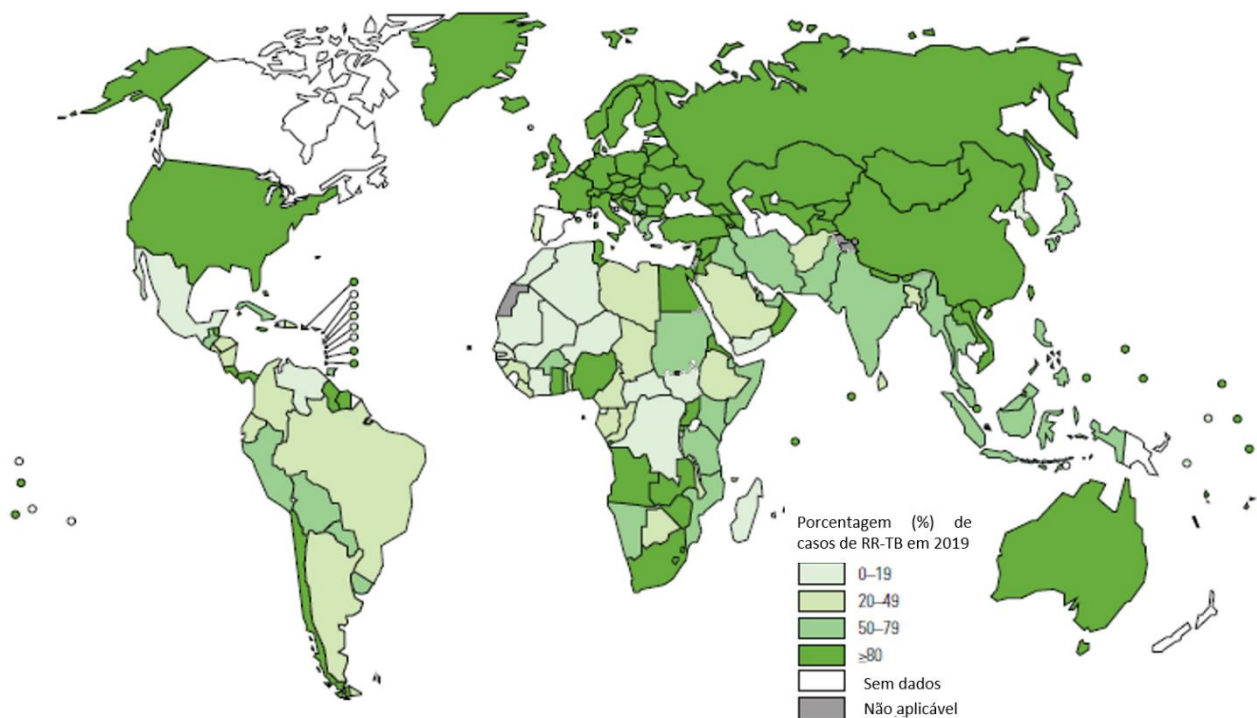 Porcentagem (%) de
casos de RR-TB em 2019
0–19
20–49
50–79
≥80
Sem dados
Não aplicável